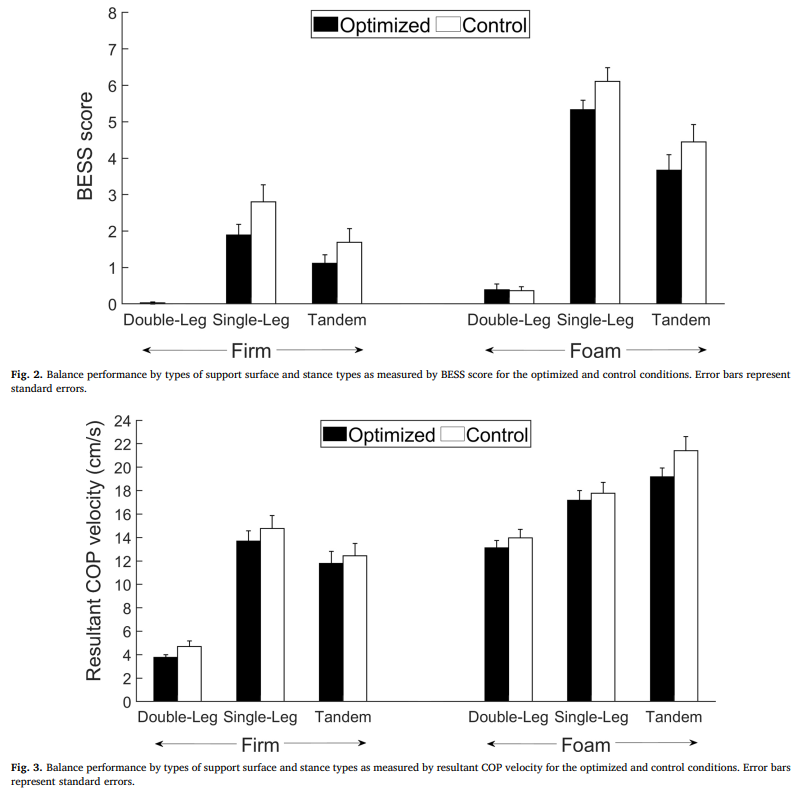 8
Optimized Control
7
6
5
4
3
2
1
0
BESS score
Double-Leg Single-Leg Tandem Double-Leg Single-Leg Tandem
Firm Foam
Fig. 2. Balance performance by types of support surface and stance types as measured by BESS score for the optimized and control conditions. Error bars represent
standard errors.
24
Optimized Control
22
20
18
16
14
12
10
8
6
4
2
0
Resultant COP velocity (cm/s)
Double-Leg Single-Leg Tandem Double-Leg Single-Leg Tandem
Firm Foam
Fig. 3. Balance performance by types of support surface and stance types as measured by resultant COP velocity for the optimized and control conditions. Error bars
represent standard errors.